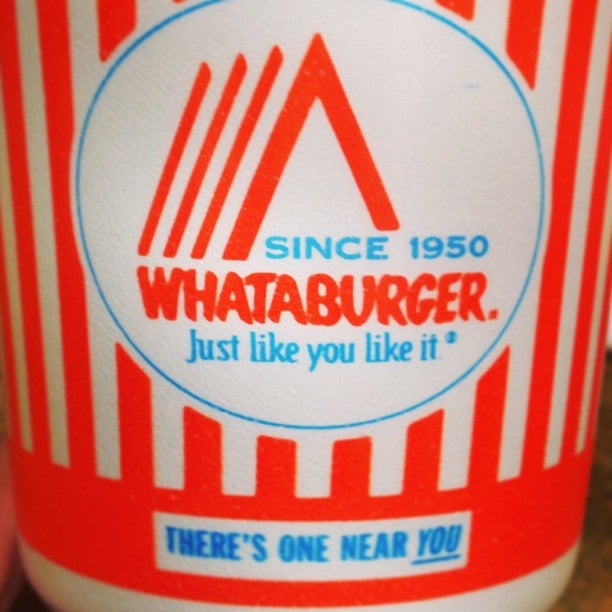 SINCE 1950
WHATABURGER.
Just like you like it®
THERE'S ONE NEAR YOU